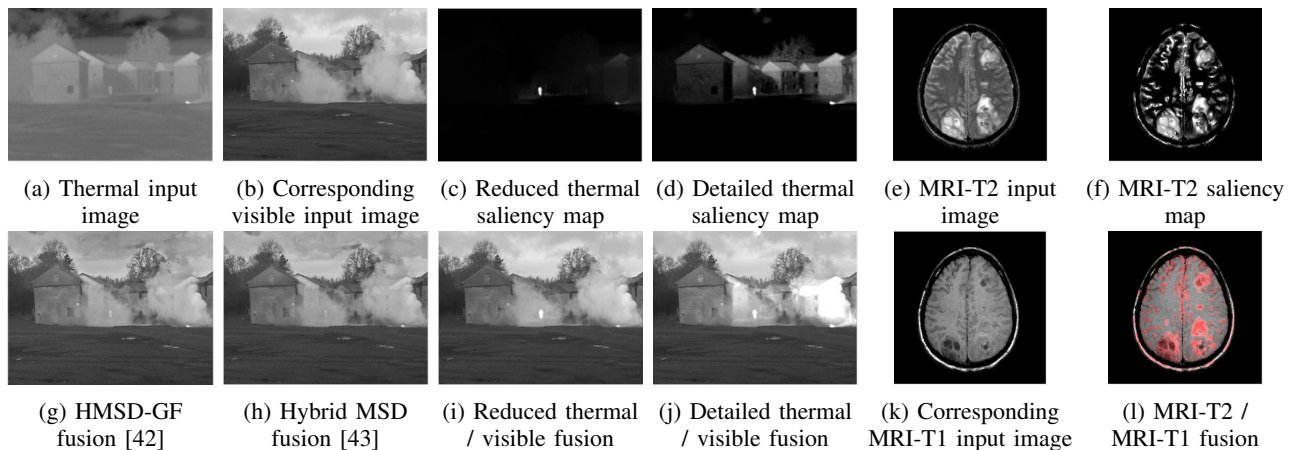 (a) Thermal input
image
(b) Corresponding
visible input image
(c) Reduced thermal
saliency map
(d) Detailed thermal
saliency map
(e) MRI-T2 input
image
(f) MRI-T2 saliency
map
(g) HMSD-GF
fusion [42]
(h) Hybrid MSD
fusion [43]
(i) Reduced thermal
/ visible fusion
(j) Detailed thermal
/ visible fusion
(k) Corresponding
MRI-T1 input image
(l) MRI-T2 /
MRI-T1 fusion